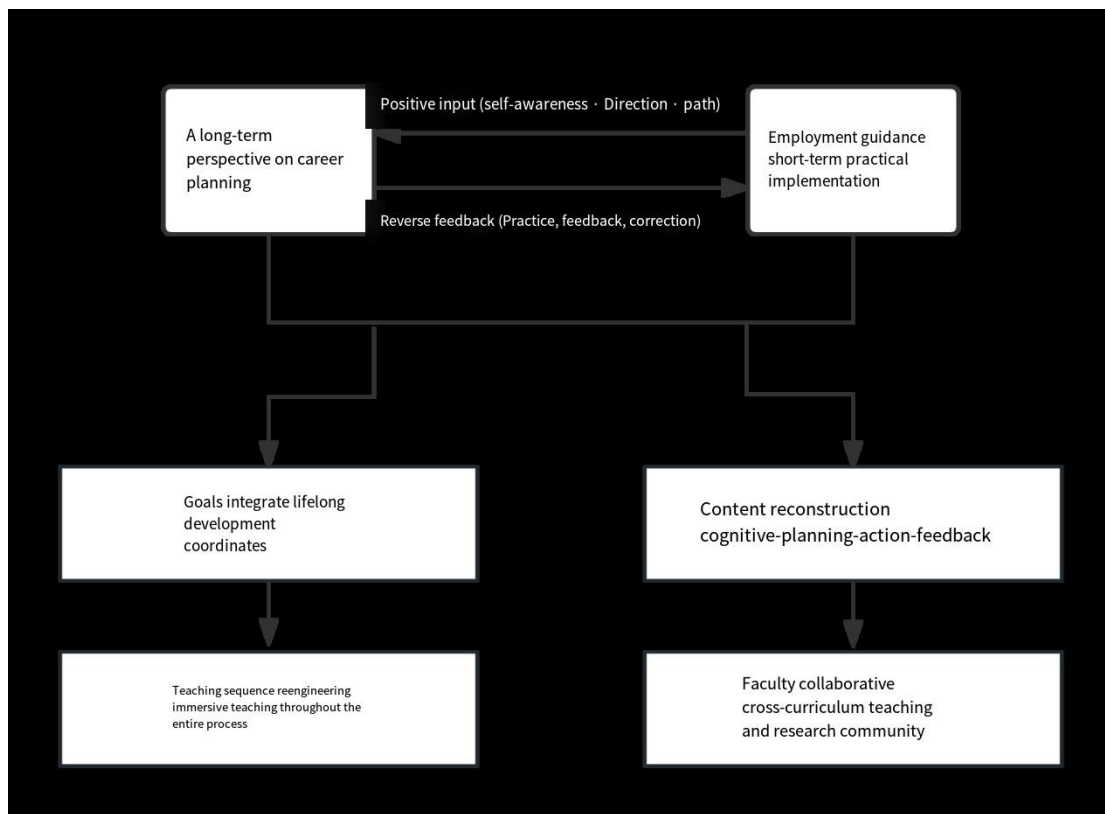 Positive input (self-awareness · Direction · path)
A long-term
perspective on career
planning
Employment guidance
short-term practical
implementation
Reverse feedback (Practice, feedback, correction)
Goals integrate lifelong
development
coordinates
Content reconstruction
cognitive-planning-action-feedback
Teaching sequence reengineering
immersive teaching throughout the
entire process
Faculty collaborative
cross-curriculum teaching
and research community